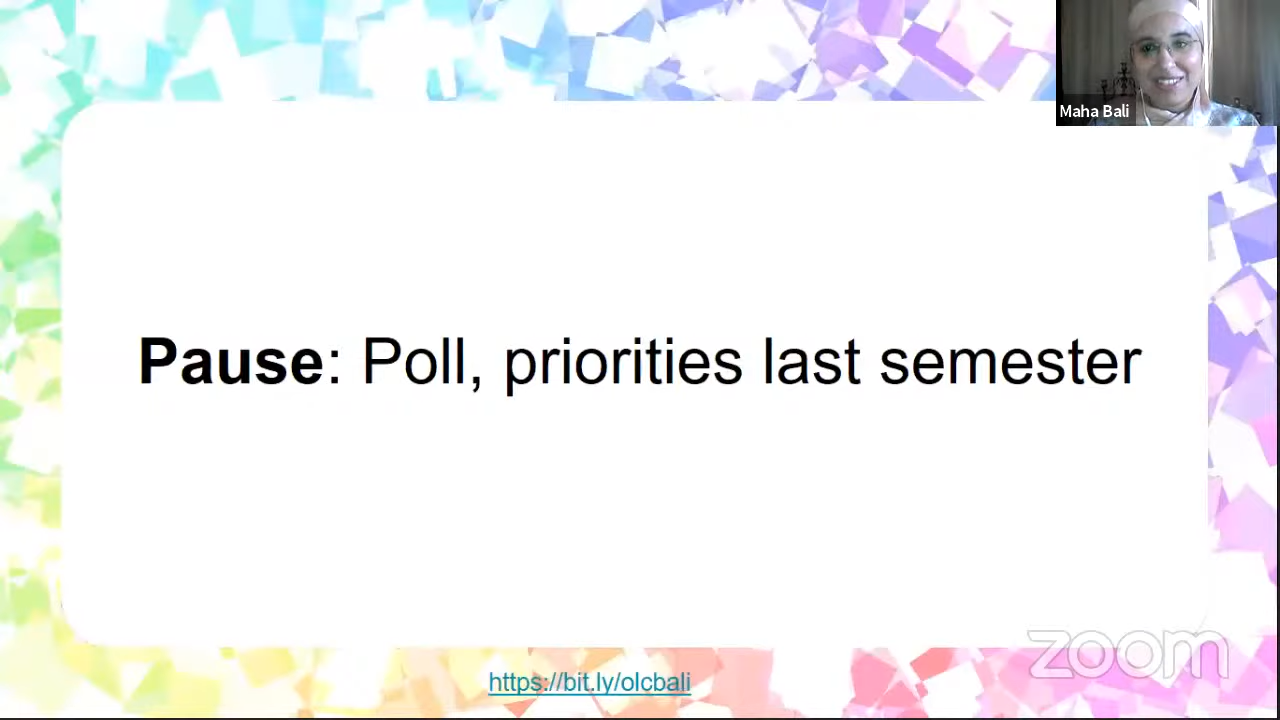 Maha Bali
Pause: Poll, priorities last semester
zoom
https://bit.ly/olcbali